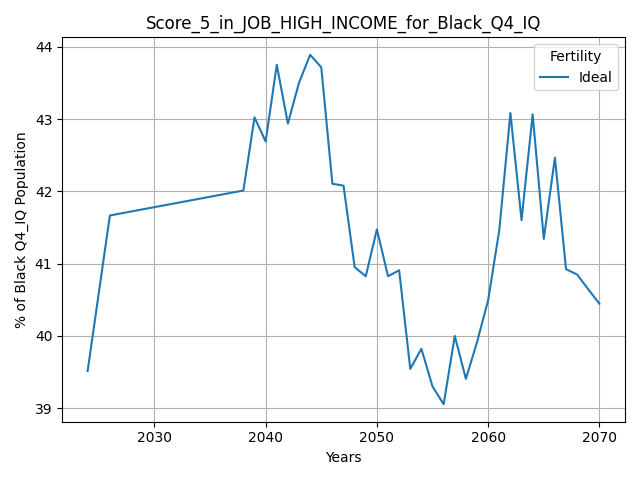 Score_5_in_JOB_HIGH_INCOME_for_Black_Q4_IQ
Fertility
Ideal
% of Black Q4_IQ Population
44
43
42
41
40
39
2030
2040
2050
2060
2070
Years